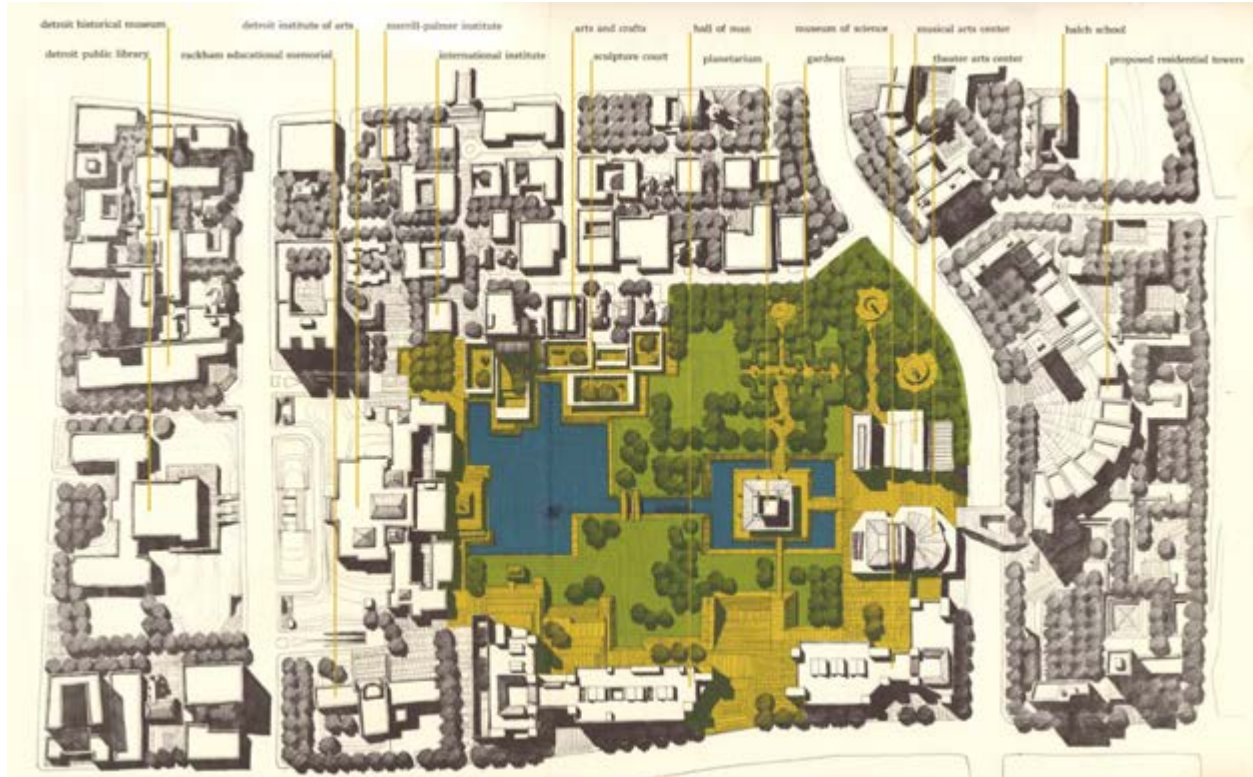 detroit historical museum
detroit institute of arts
merrill-palmer institute
arts and crafts
hall of man
museum of science
musical arts center
balch school
detroit public library
rackham educational memorial
international institute
sculpture court
planetarium
gardens
theater arts center
proposed residential towers